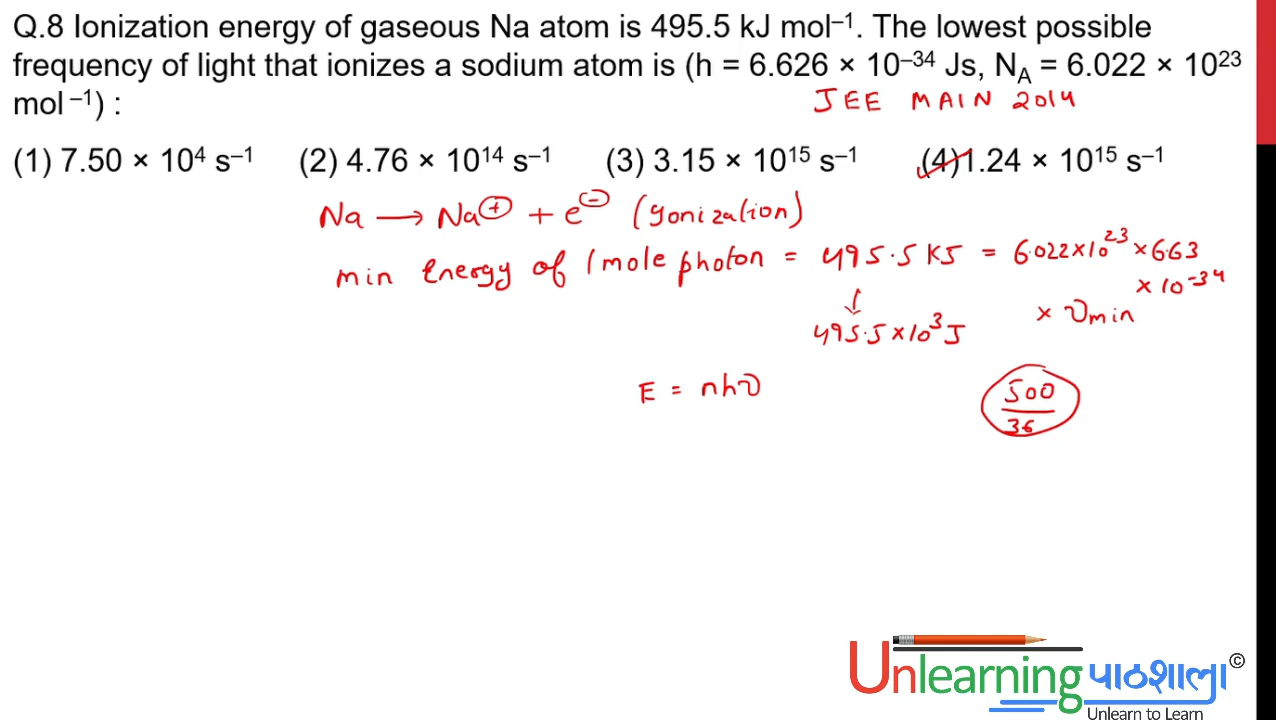 Q.8 Ionization energy of gaseous Na atom is 495.5 kJ mol⁻¹. The lowest possible
frequency of light that ionizes a sodium atom is (h = 6.626 × 10⁻³⁴ Js, N_A = 6.022 × 10²³
mol ⁻¹) :
JEE MAIN 2014
(1) 7.50 × 10⁴ s⁻¹ (2) 4.76 × 10¹⁴ s⁻¹ (3) 3.15 × 10¹⁵ s⁻¹ (4) 1.24 × 10¹⁵ s⁻¹
Na → Na⊕ + e⊖ (Ionization)
min Energy of 1 mole photon = 495.5 KJ = 6.022×10²³ × 6.63
× 10⁻³⁴
× νmin
↓
495.5 × 10³ J
E = nhν
500
36
Unlearning पाठशाला ©
Unlearn to Learn